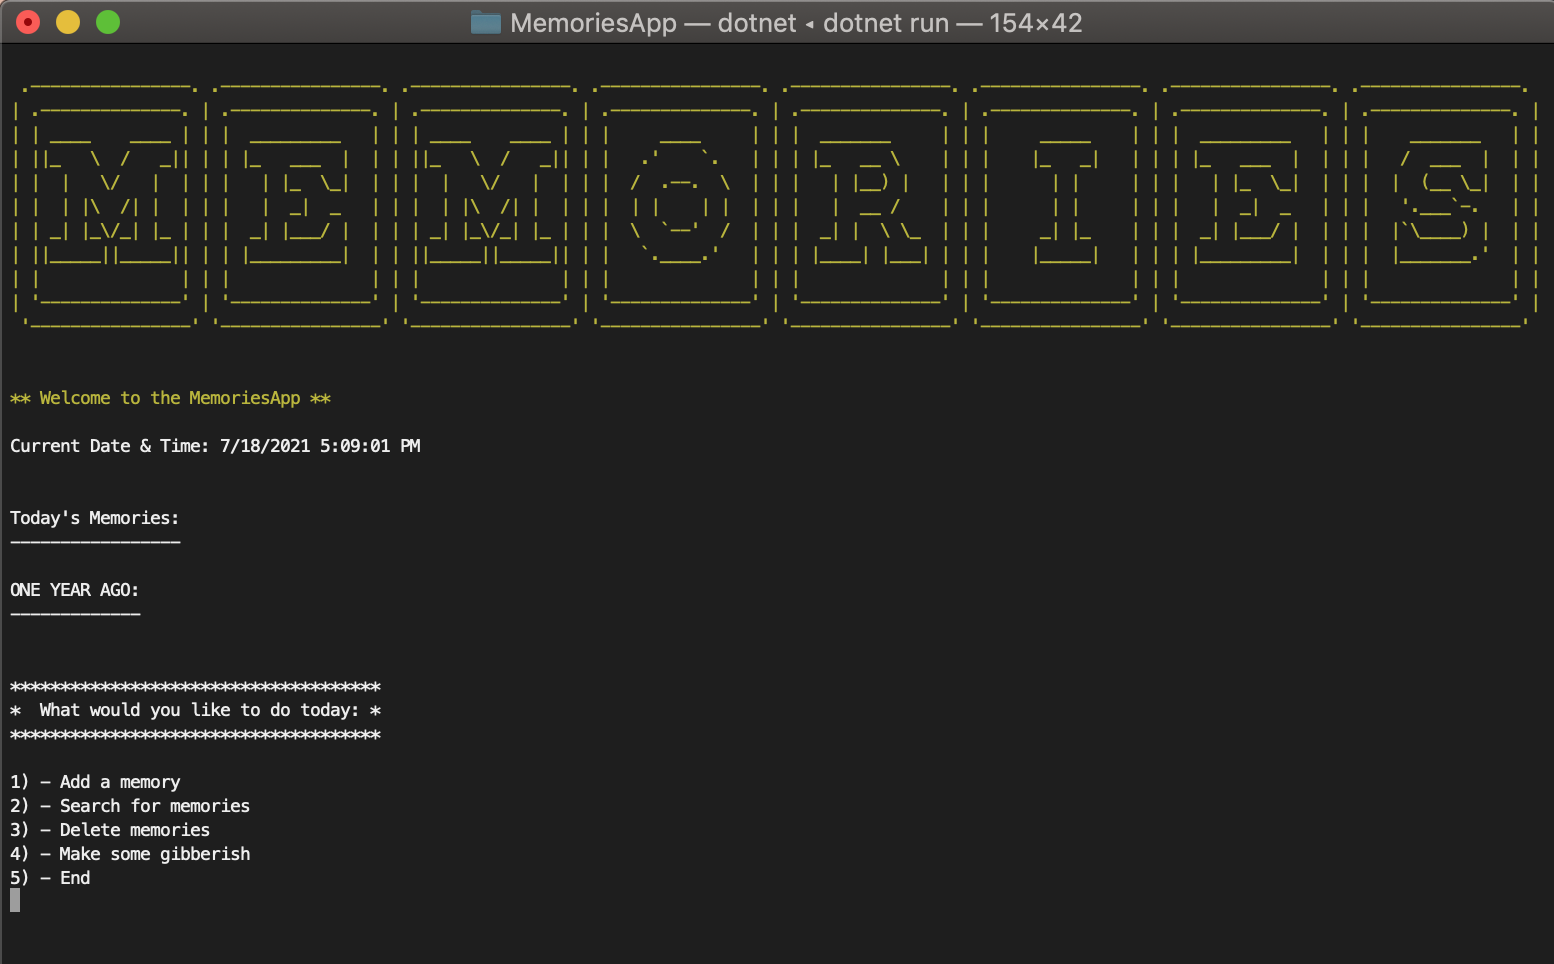 MemoriesApp — dotnet ◂ dotnet run — 154×42
MEMORIES
** Welcome to the MemoriesApp **
Current Date & Time: 7/18/2021 5:09:01 PM
Today's Memories:
-----------------
ONE YEAR AGO:
-------------
*************************************
*  What would you like to do today: *
*************************************
1) - Add a memory
2) - Search for memories
3) - Delete memories
4) - Make some gibberish
5) - End